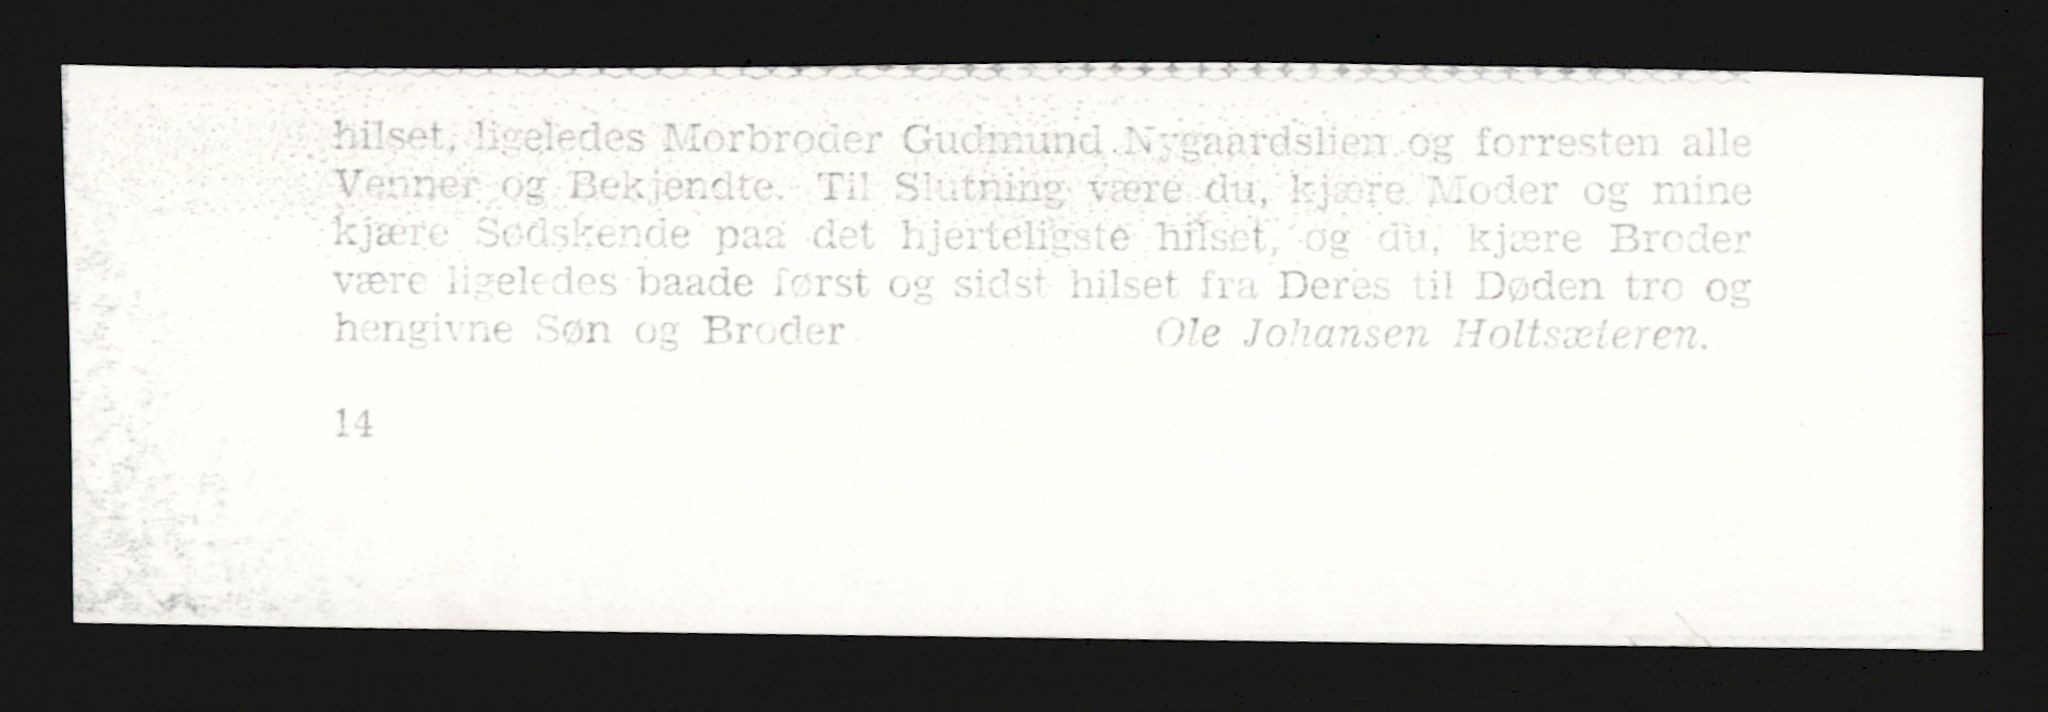 hilset, ligeledes Morbroder Gudmund Nygaardslien og forresten alle
Venner og Bekjendte. Til Slutning være du, kjære Moder og mine
kjære Sødskende paa det hjerteligste hilset, og du, kjære Broder
være ligeledes baade først og sidst hilset fra Deres til Døden tro og
hengivne Søn og Broder Ole Johansen Holtsæteren.
14